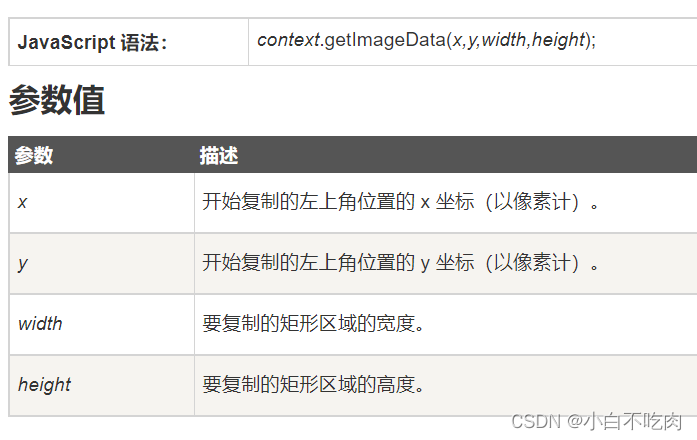 JavaScript 语法： context.getImageData(x,y,width,height);
参数值
参数 描述
x 开始复制的左上角位置的 x 坐标（以像素计）。
y 开始复制的左上角位置的 y 坐标（以像素计）。
width 要复制的矩形区域的宽度。
height 要复制的矩形区域的高度。
CSDN @小白不吃肉